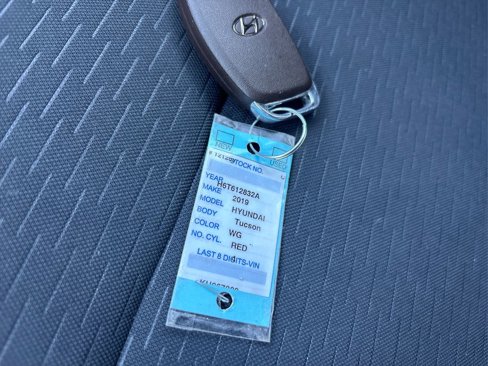 NEW
STOCK NO.
H6T612832A
YEAR 2019
MAKE HYUNDAI
MODEL Tucson
BODY WG
COLOR RED
NO. CYL. 4
LAST 8 DIGITS-VIN